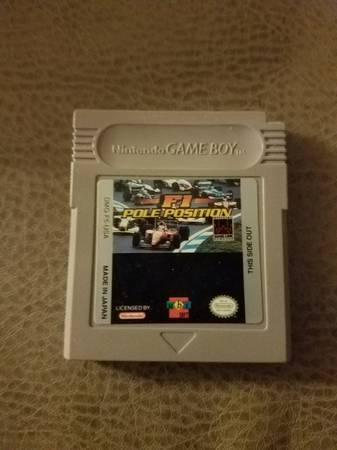 Nintendo GAME BOY
F1
POLE POSITION
DMG-F5-USA
MADE IN JAPAN
THIS SIDE OUT
LICENSED BY
Nintendo